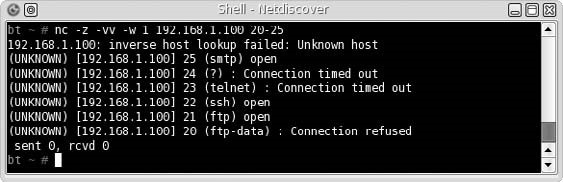 Shell - Netdiscover
bt ~ # nc -z -vv -w 1 192.168.1.100 20-25
192.168.1.100: inverse host lookup failed: Unknown host
(UNKNOWN) [192.168.1.100] 25 (smtp) open
(UNKNOWN) [192.168.1.100] 24 (?) : Connection timed out
(UNKNOWN) [192.168.1.100] 23 (telnet) : Connection timed out
(UNKNOWN) [192.168.1.100] 22 (ssh) open
(UNKNOWN) [192.168.1.100] 21 (ftp) open
(UNKNOWN) [192.168.1.100] 20 (ftp-data) : Connection refused
sent 0, rcvd 0
bt ~ #